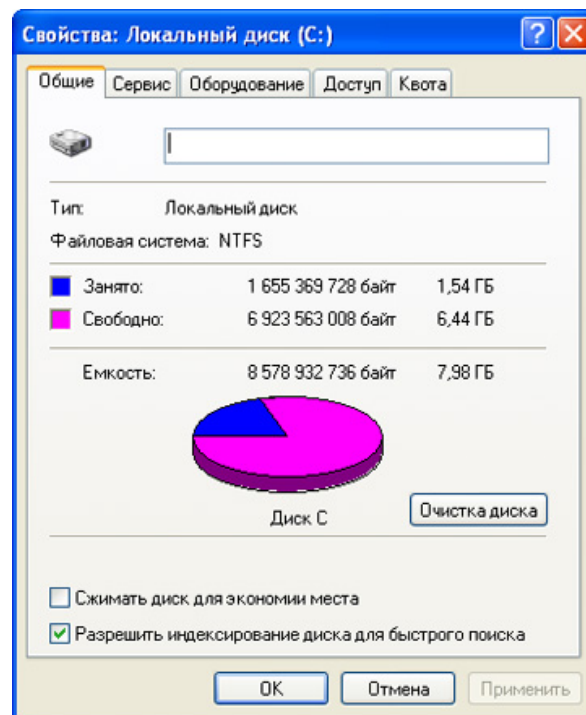 Свойства: Локальный диск (C:)
Общие Сервис Оборудование Доступ Квота
Тип: Локальный диск
Файловая система: NTFS
Занято: 1 655 369 728 байт 1,54 ГБ
Свободно: 6 923 563 008 байт 6,44 ГБ
Емкость: 8 578 932 736 байт 7,98 ГБ
Диск C
Очистка диска
Сжимать диск для экономии места
Разрешить индексирование диска для быстрого поиска
OK Отмена Применить